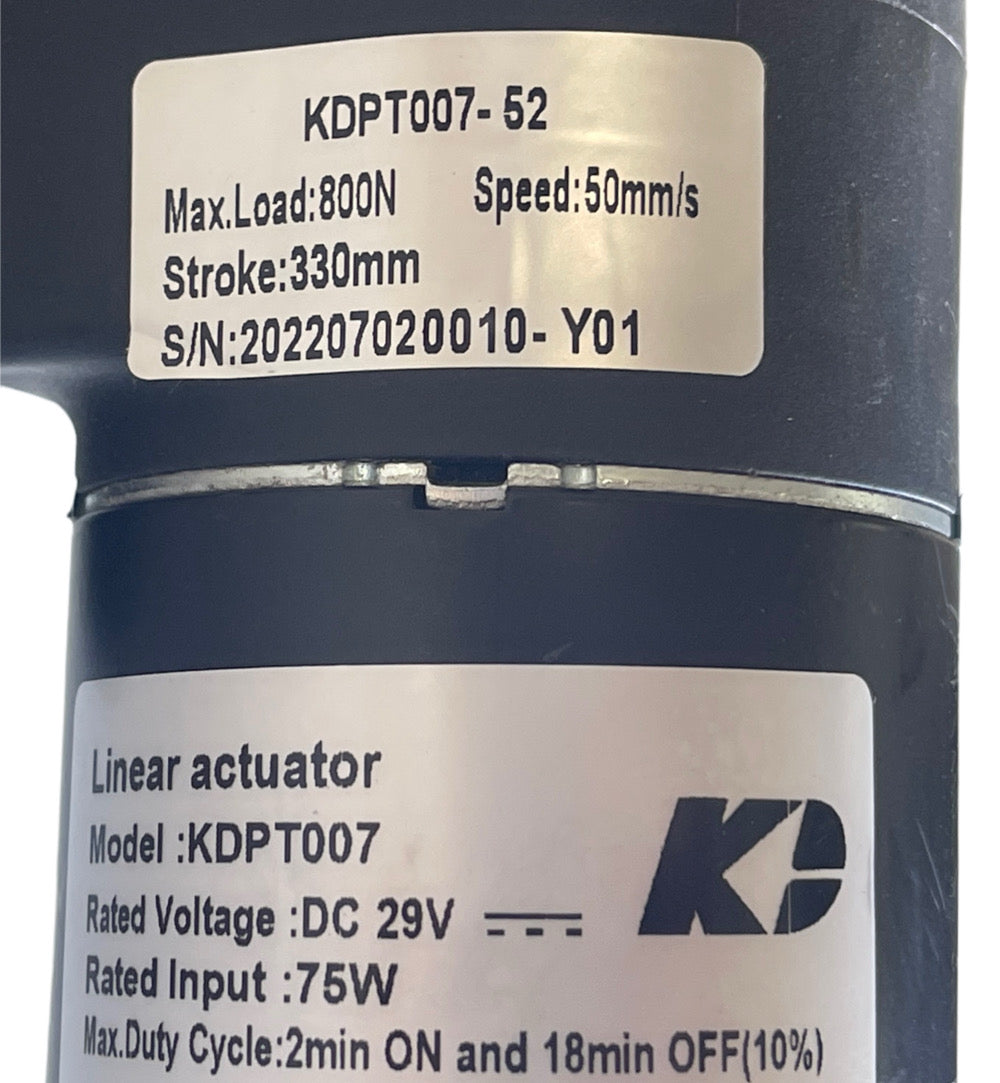 KDPT007- 52
Max.Load:800N Speed:50mm/s
Stroke:330mm
S/N:202207020010- Y01
Linear actuator
Model :KDPT007
KD
Rated Voltage :DC 29V
Rated Input :75W
Max.Duty Cycle:2min ON and 18min OFF(10%)